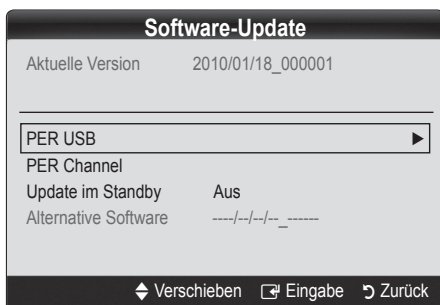 Software-Update
Aktuelle Version 2010/01/18_000001
PER USB
PER Channel
Update im Standby Aus
Alternative Software ----/--/--/--_------
Verschieben Eingabe Zurück